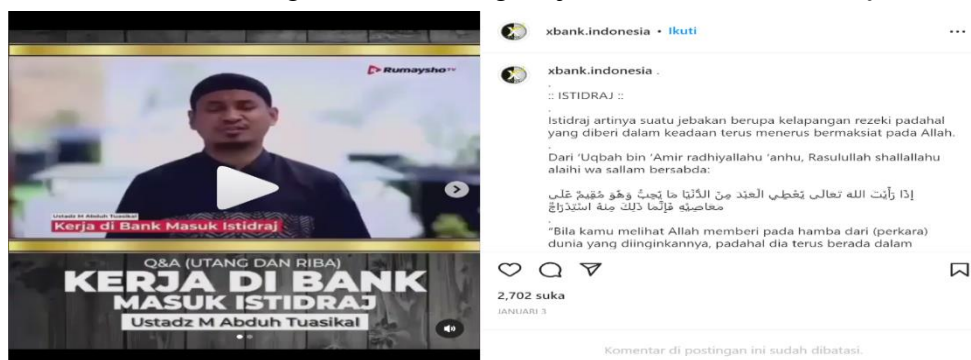 Rumaysho TV
Ustadz M Abduh Tuasikal
Kerja di Bank Masuk Istidraj
Q&A (UTANG DAN RIBA)
KERJA DI BANK
MASUK ISTIDRAJ
Ustadz M Abduh Tuasikal
xbank.indonesia • Ikuti
xbank.indonesia .
.
:: ISTIDRAJ ::
.
Istidraj artinya suatu jebakan berupa kelapangan rezeki padahal
yang diberi dalam keadaan terus menerus bermaksiat pada Allah.
.
Dari 'Uqbah bin 'Amir radhiyallahu 'anhu, Rasulullah shallallahu
alaihi wa sallam bersabda:
إِذَا رَأَيْتَ الله تَعَالَى يُعْطِي الْعَبْدَ مِنَ الدُّنْيَا مَا يُحِبُّ وَهُوَ مُقِيمٌ عَلَى
مَعَاصِيْهِ فَإِنَّمَا ذَلِكَ مِنهُ اسْتِدْرَاجٌ
.
"Bila kamu melihat Allah memberi pada hamba dari (perkara)
dunia yang diinginkannya, padahal dia terus berada dalam
2,702 suka
JANUARI 3
Komentar di postingan ini sudah dibatasi.